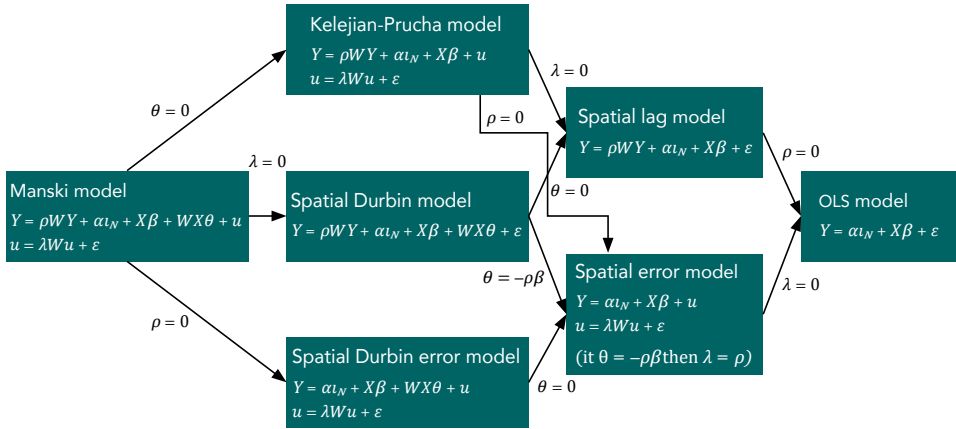 Kelejian-Prucha model
Y = ρWY + αι_N + Xβ + u
u = λWu + ε
λ = 0
θ = 0
ρ = 0
Spatial lag model
Y = ρWY + αι_N + Xβ + ε
ρ = 0
λ = 0
Manski model
Y = ρWY + αι_N + Xβ + WXθ + u
u = λWu + ε
Spatial Durbin model
Y = ρWY + αι_N + Xβ + WXθ + ε
θ = 0
OLS model
Y = αι_N + Xβ + ε
θ = −ρβ
Spatial error model
Y = αι_N + Xβ + u
u = λWu + ε
(it θ = −ρβthen λ = ρ)
λ = 0
ρ = 0
Spatial Durbin error model
Y = αι_N + Xβ + WXθ + u
u = λWu + ε
θ = 0